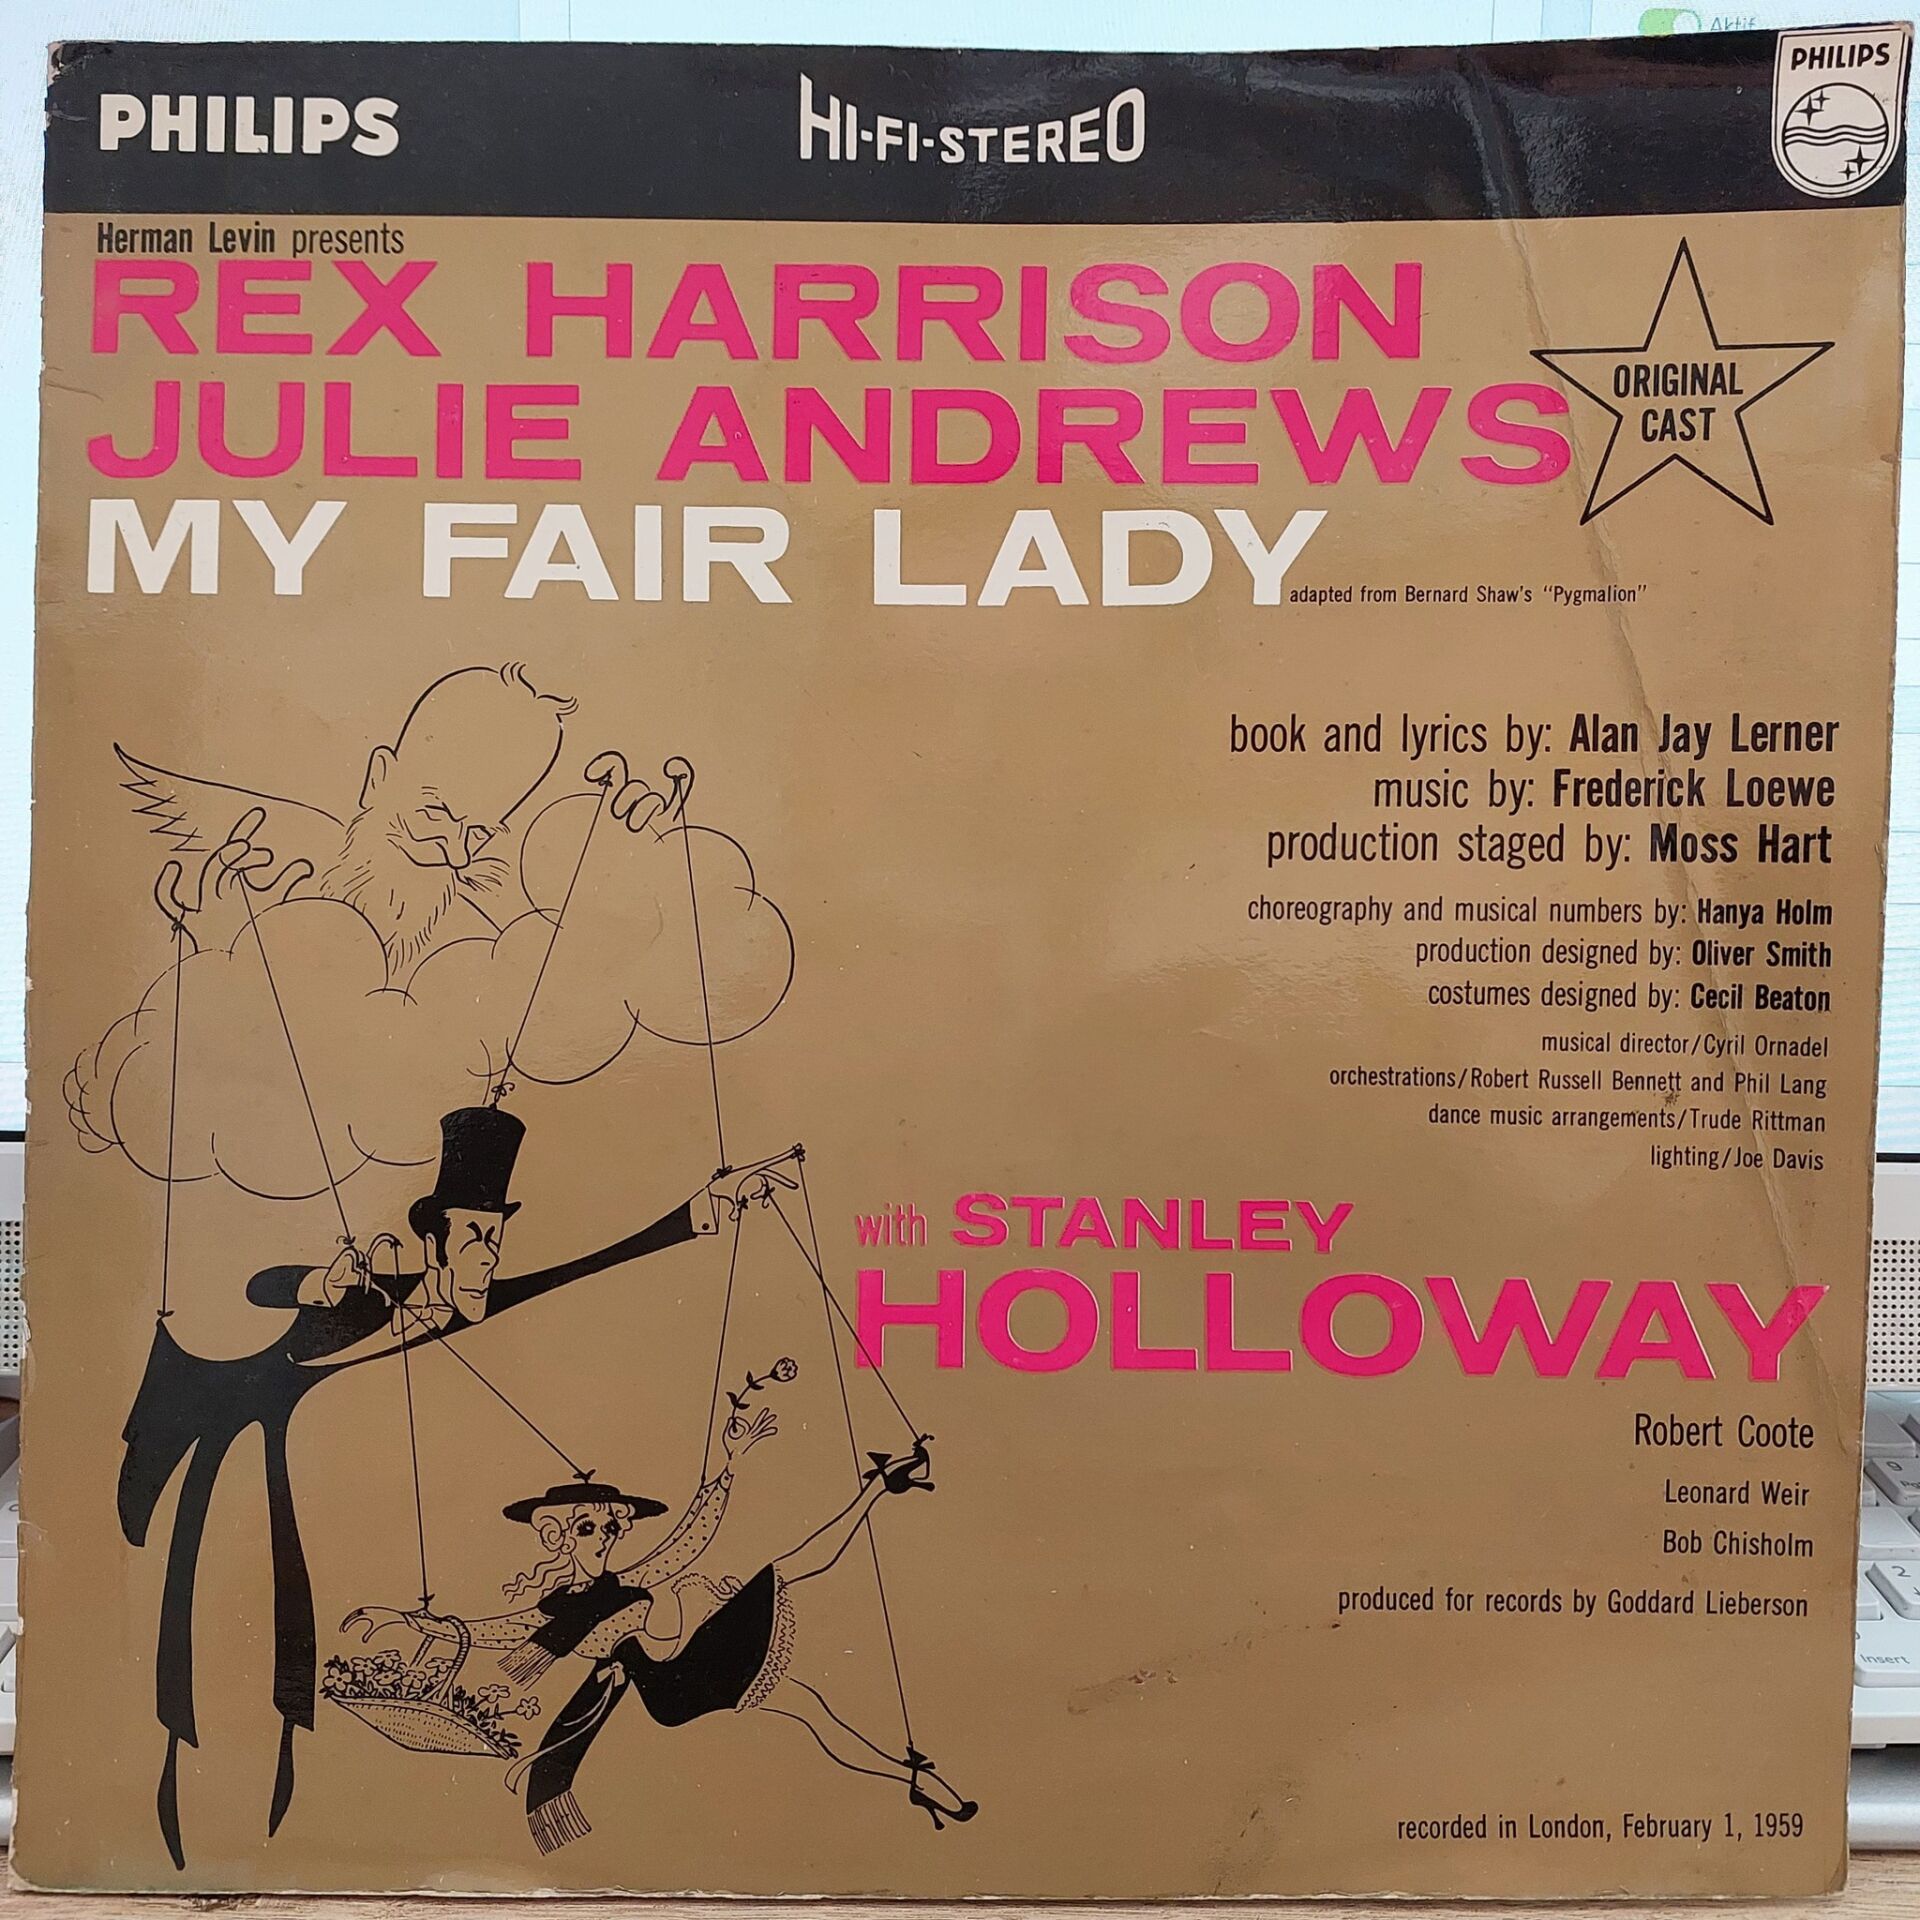 Aktif
PHILIPS
HI-FI-STEREO
PHILIPS
Herman Levin presents
REX HARRISON
JULIE ANDREWS
ORIGINAL
CAST
MY FAIR LADY
adapted from Bernard Shaw's "Pygmalion"
book and lyrics by: Alan Jay Lerner
music by: Frederick Loewe
production staged by: Moss Hart
choreography and musical numbers by: Hanya Holm
production designed by: Oliver Smith
costumes designed by: Cecil Beaton
musical director/Cyril Ornadel
orchestrations/Robert Russell Bennett and Phil Lang
dance music arrangements/Trude Rittman
lighting/Joe Davis
with STANLEY
HOLLOWAY
Robert Coote
Leonard Weir
Bob Chisholm
produced for records by Goddard Lieberson
recorded in London, February 1, 1959
9
2
Insert